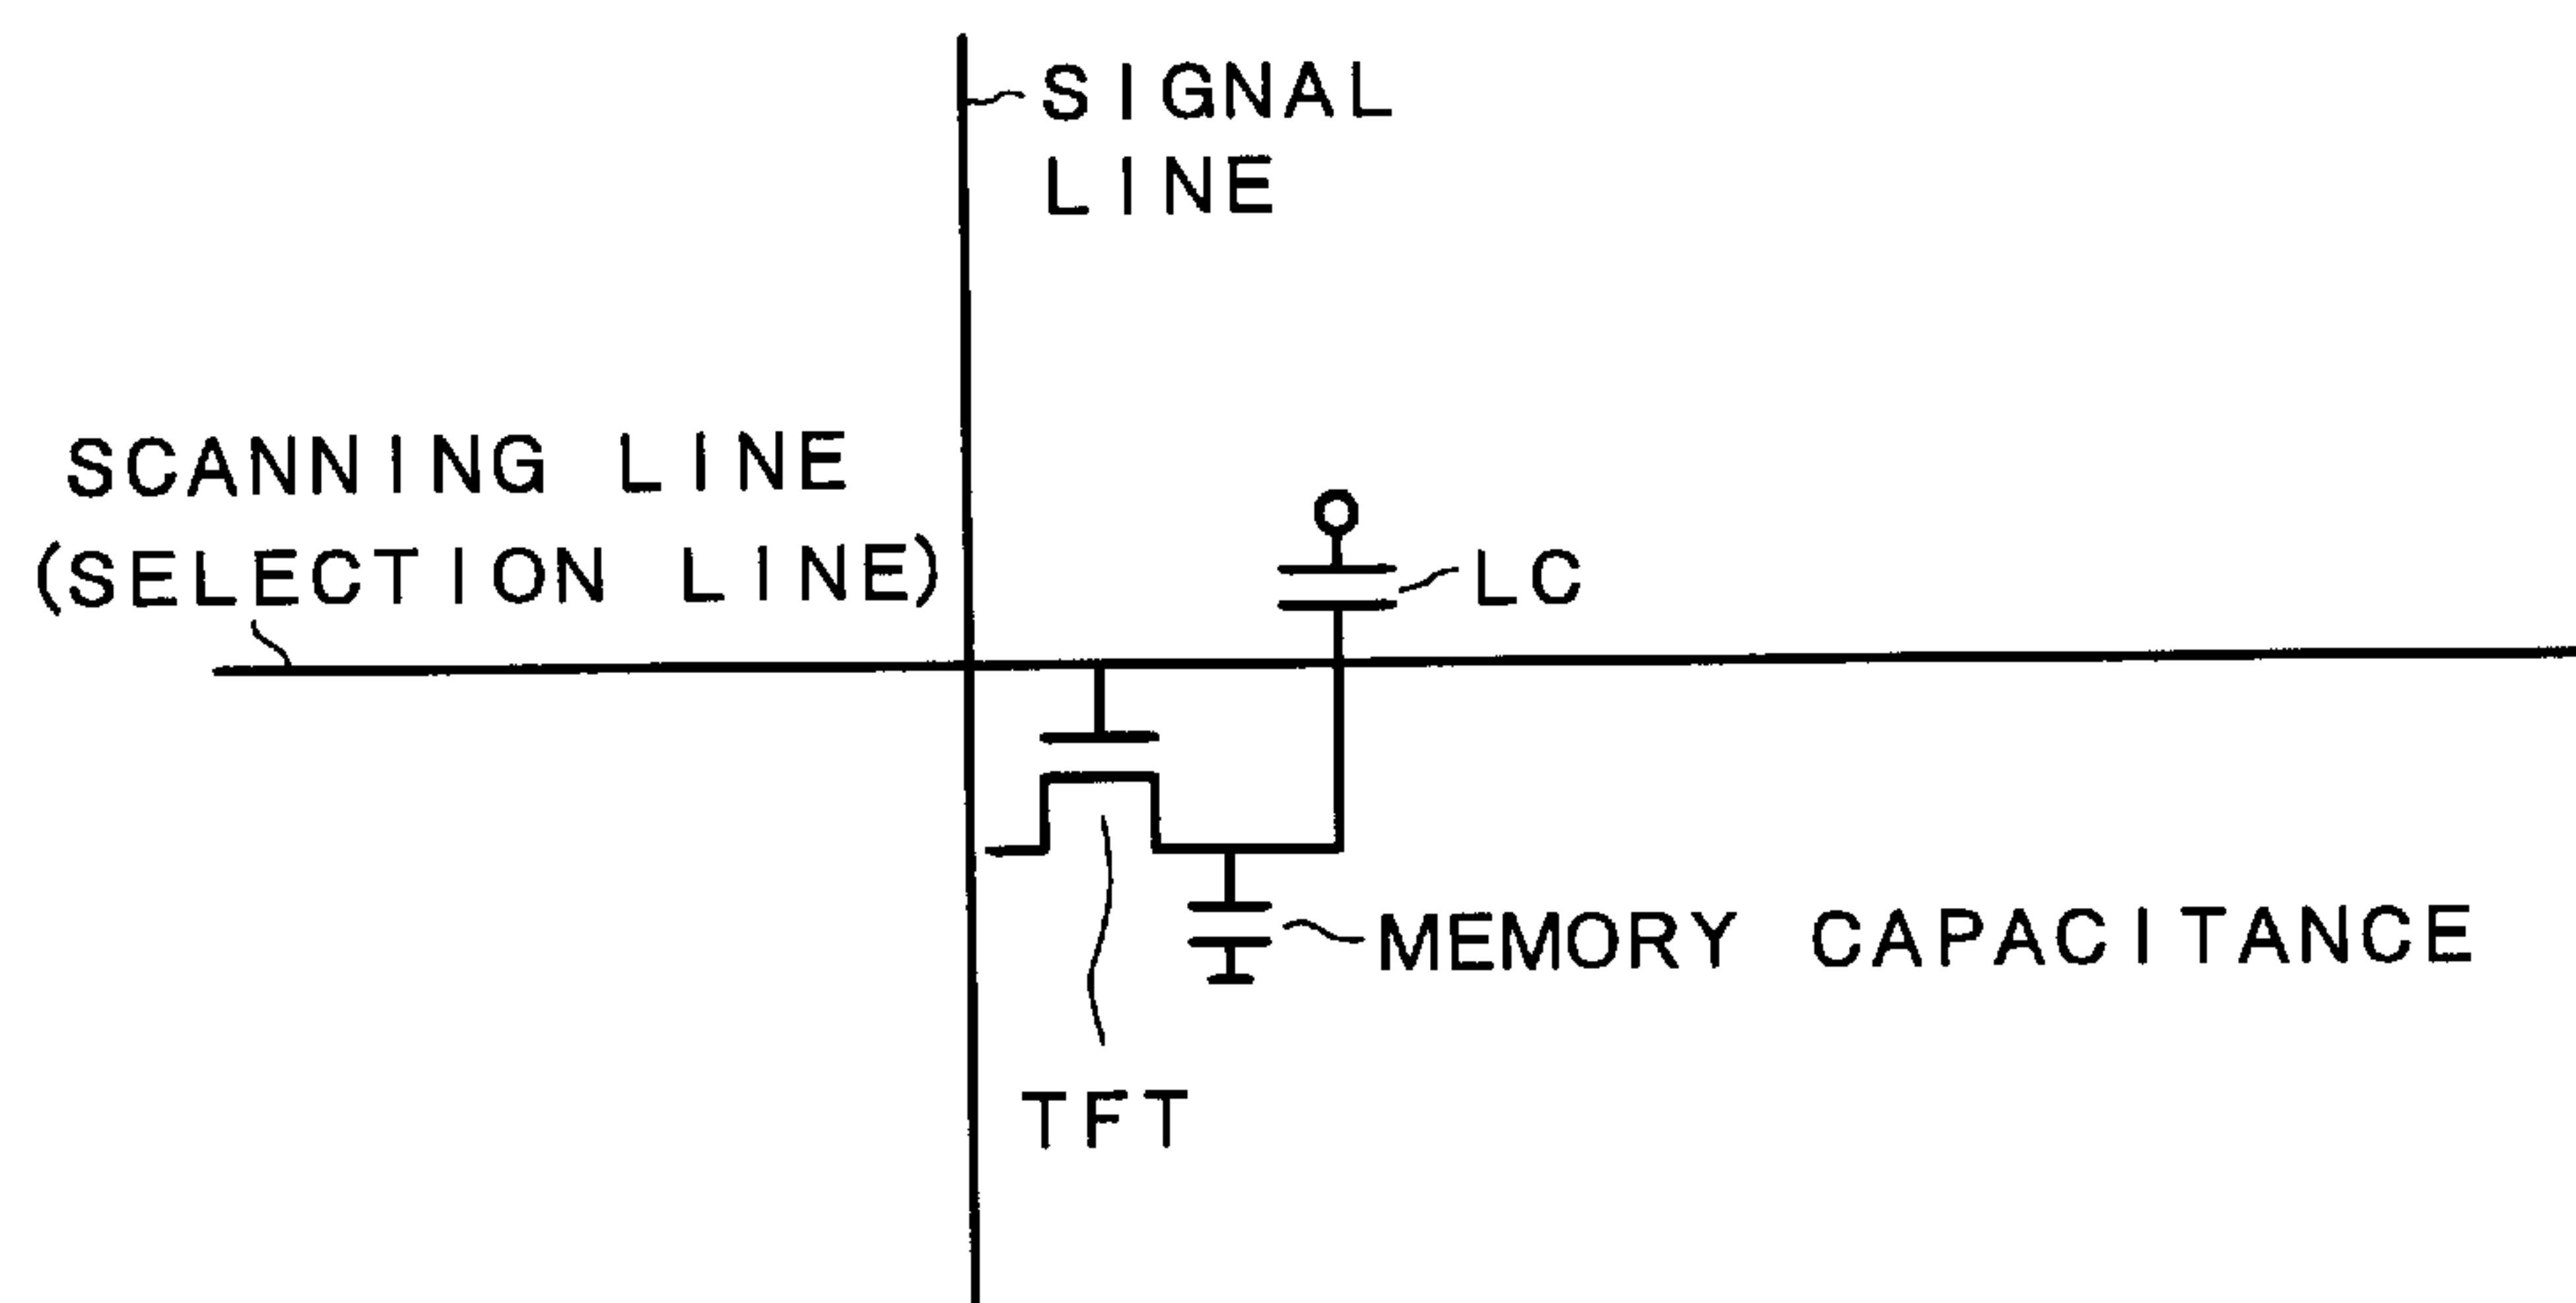 SIGNAL
LINE
SCANNING LINE
(SELECTION LINE)
LC
MEMORY CAPACITANCE
TFT